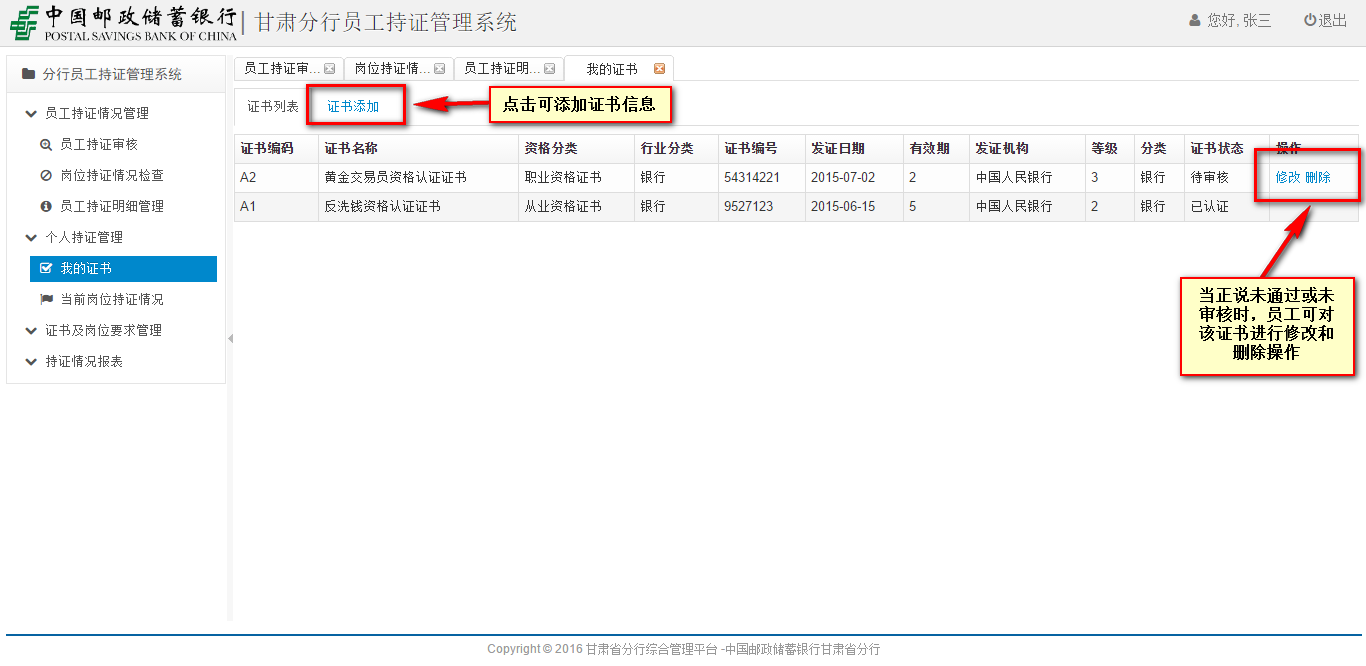 中国邮政储蓄银行
POSTAL SAVINGS BANK OF CHINA
甘肃分行员工持证管理系统
您好, 张三
退出
分行员工持证管理系统
员工持证情况管理
员工持证审核
岗位持证情况检查
员工持证明细管理
个人持证管理
我的证书
当前岗位持证情况
证书及岗位要求管理
持证情况报表
员工持证审... 岗位持证情... 员工持证明... 我的证书
证书列表 证书添加
点击可添加证书信息
证书编码 证书名称 资格分类 行业分类 证书编号 发证日期 有效期 发证机构 等级 分类 证书状态 操作
A2 黄金交易员资格认证证书 职业资格证书 银行 54314221 2015-07-02 2 中国人民银行 3 银行 待审核 修改 删除
A1 反洗钱资格认证证书 从业资格证书 银行 9527123 2015-06-15 5 中国人民银行 2 银行 已认证
当正说未通过或未
审核时，员工可对
该证书进行修改和
删除操作
Copyright © 2016 甘肃省分行综合管理平台 -中国邮政储蓄银行甘肃省分行